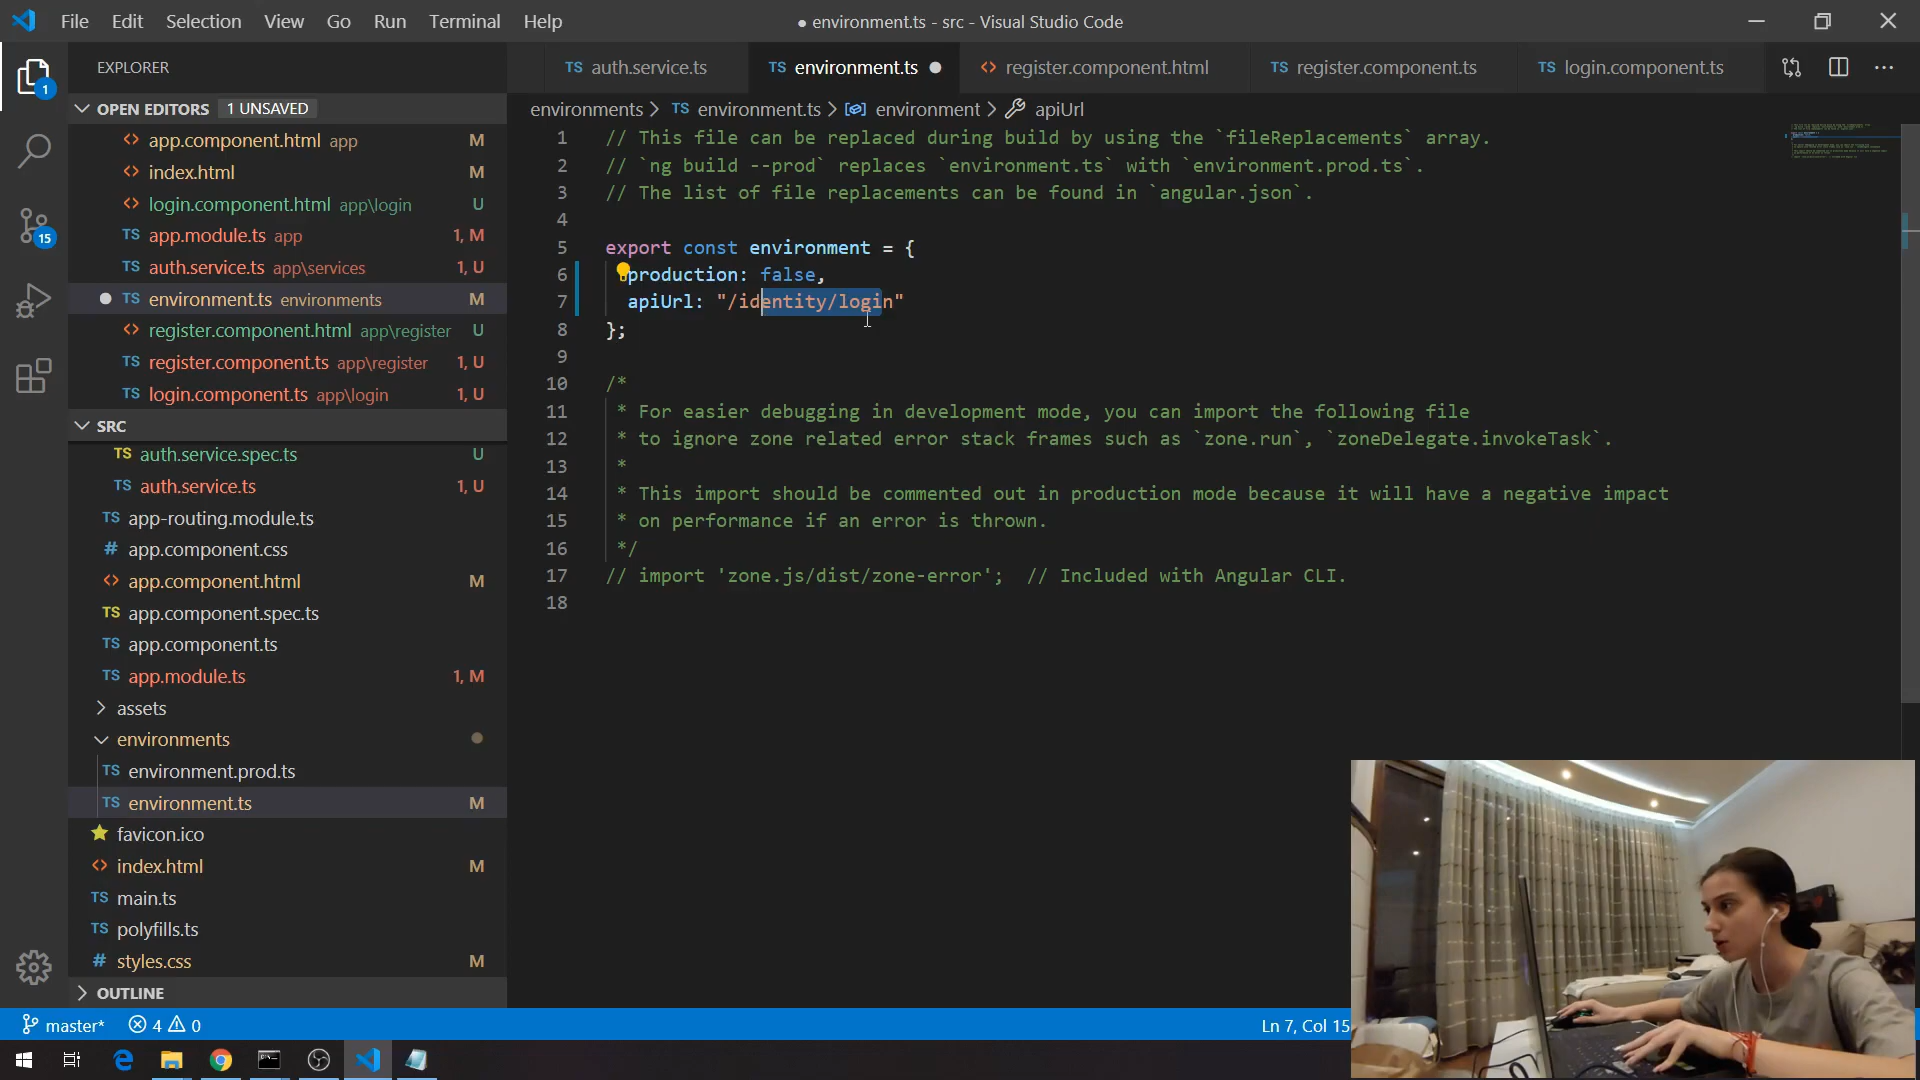 File Edit Selection View Go Run Terminal Help
● environment.ts - src - Visual Studio Code
EXPLORER
OPEN EDITORS 1 UNSAVED
app.component.html app M
index.html M
login.component.html app\login U
TS app.module.ts app 1, M
TS auth.service.ts app\services 1, U
TS environment.ts environments M
register.component.html app\register U
TS register.component.ts app\register 1, U
TS login.component.ts app\login 1, U
SRC
TS auth.service.spec.ts U
TS auth.service.ts 1, U
TS app-routing.module.ts
# app.component.css
<> app.component.html M
TS app.component.spec.ts
TS app.component.ts
TS app.module.ts 1, M
assets
environments
TS environment.prod.ts
TS environment.ts M
favicon.ico
<> index.html M
TS main.ts
TS polyfills.ts
# styles.css M
OUTLINE
1
15
TS auth.service.ts
TS environment.ts
<> register.component.html
TS register.component.ts
TS login.component.ts
environments > TS environment.ts > environment > apiUrl
1 // This file can be replaced during build by using the `fileReplacements` array.
2 // `ng build --prod` replaces `environment.ts` with `environment.prod.ts`.
3 // The list of file replacements can be found in `angular.json`.
4
5 export const environment = {
6 production: false,
7 apiUrl: "/identity/login"
8 };
9
10 /*
11 * For easier debugging in development mode, you can import the following file
12 * to ignore zone related error stack frames such as `zone.run`, `zoneDelegate.invokeTask`.
13 *
14 * This import should be commented out in production mode because it will have a negative impact
15 * on performance if an error is thrown.
16 */
17 // import 'zone.js/dist/zone-error'; // Included with Angular CLI.
18
master* 4 0
Ln 7, Col 15